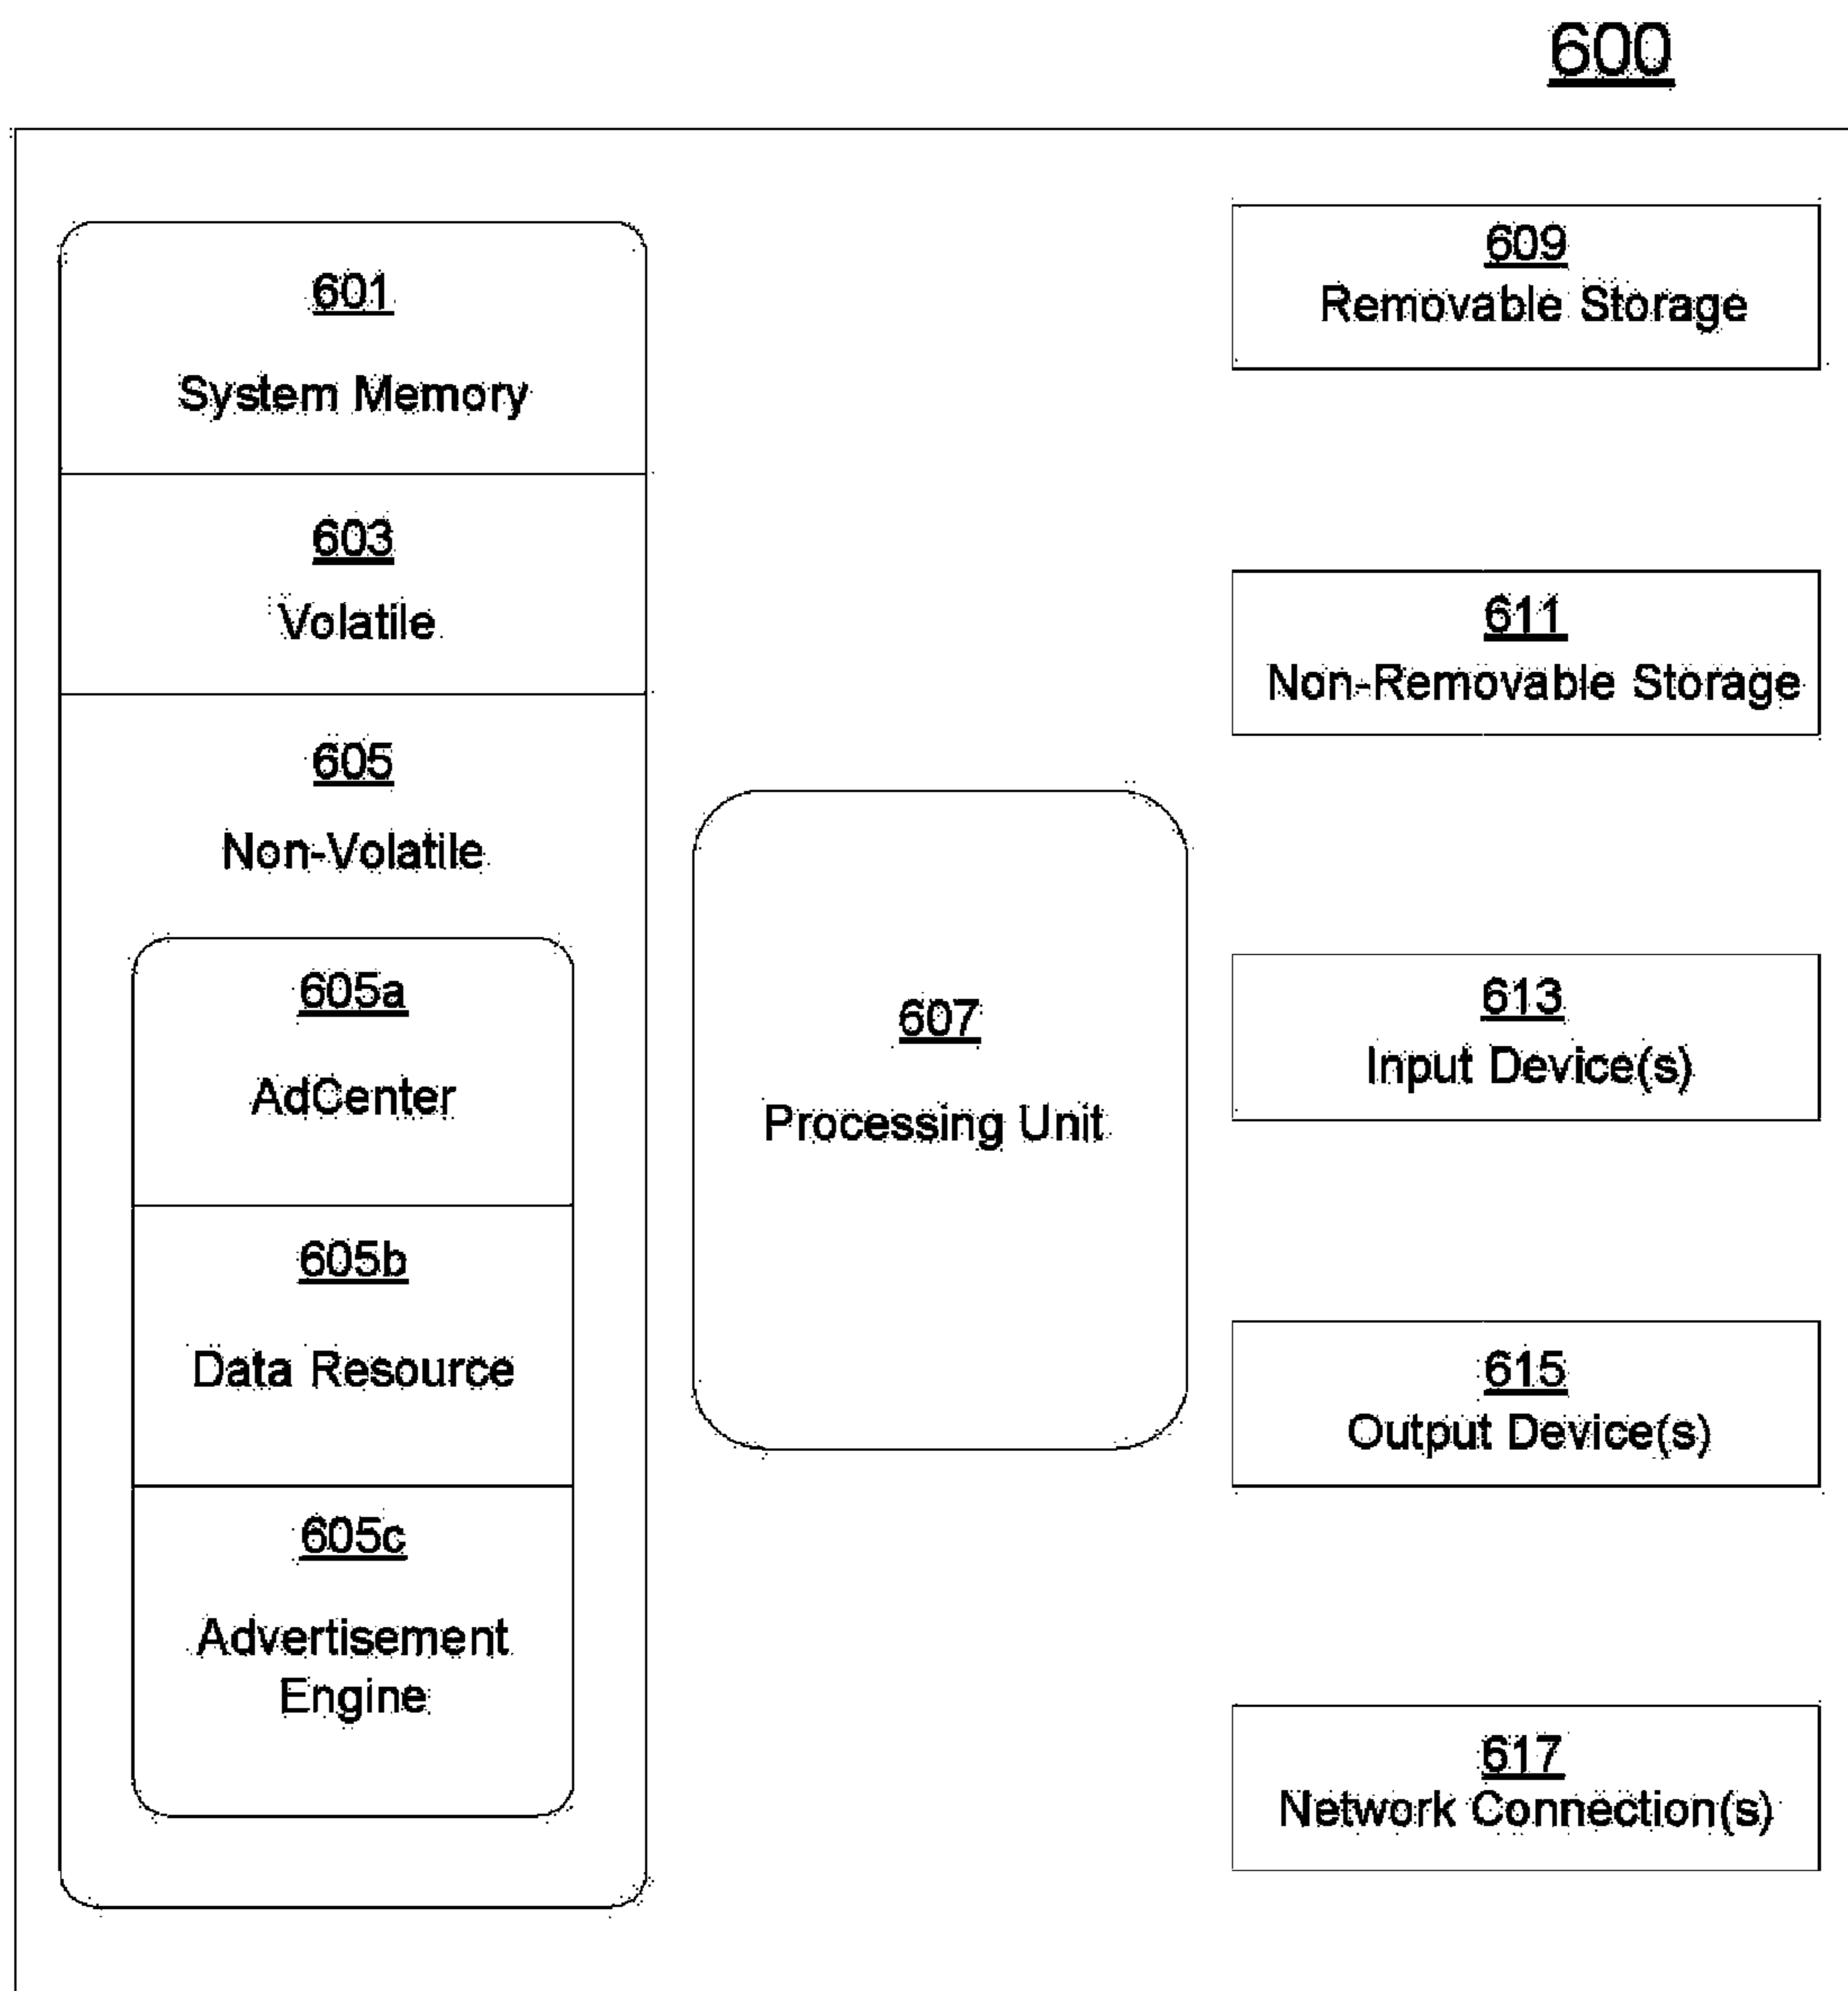 600
601
System Memory
603
Volatile
605
Non-Volatile
605a
AdCenter
605b
Data Resource
605c
Advertisement
Engine
607
Processing Unit
609
Removable Storage
611
Non-Removable Storage
613
Input Device(s)
615
Output Device(s)
617
Network Connection(s)